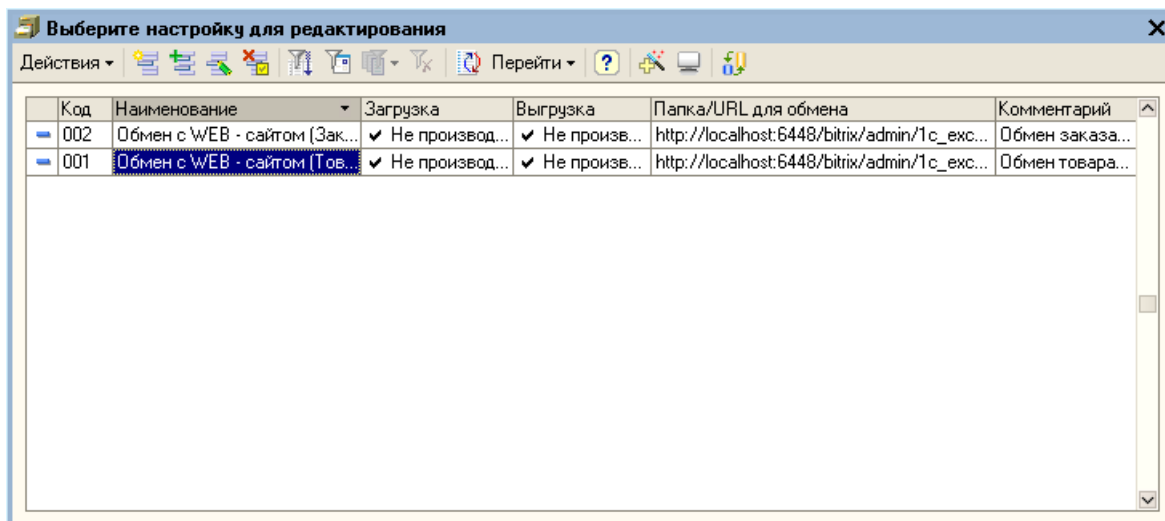 Выберите настройку для редактирования
Действия Перейти ?
Код Наименование Загрузка Выгрузка Папка/URL для обмена Комментарий
002 Обмен с WEB - сайтом (Зак... Не производ... Не произв... http://localhost:6448/bitrix/admin/1c_exc... Обмен заказа...
001 Обмен с WEB - сайтом (Тов... Не производ... Не произв... http://localhost:6448/bitrix/admin/1c_exc... Обмен товара...